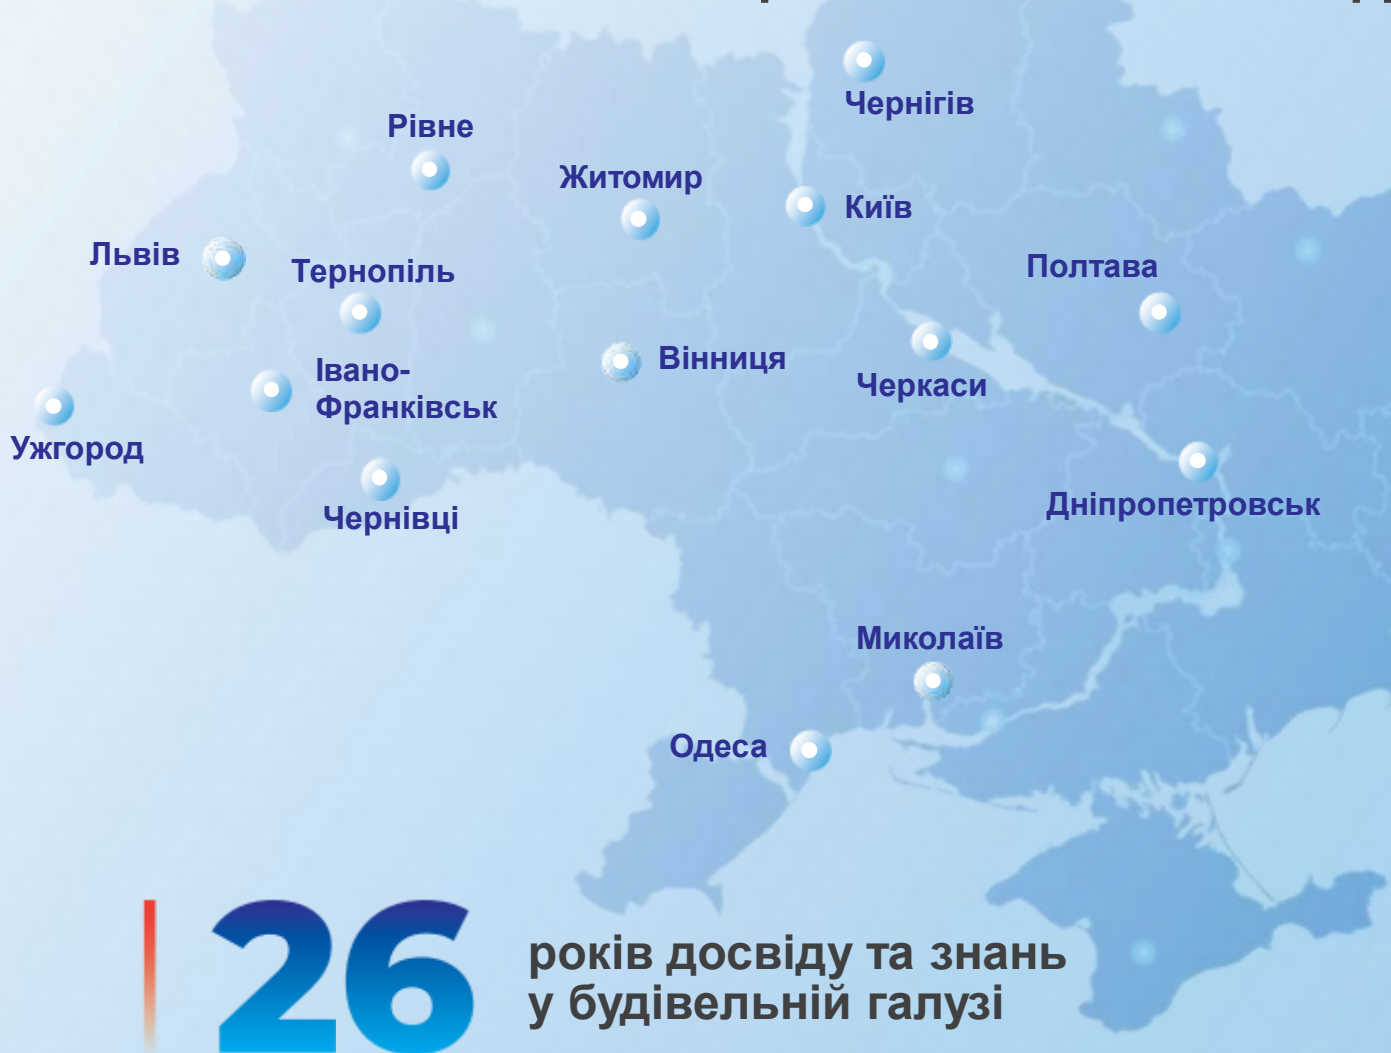 Чернігів
Рівне
Житомир
Київ
Львів
Тернопіль
Полтава
Вінниця
Івано-
Франківськ
Черкаси
Ужгород
Чернівці
Дніпропетровськ
Миколаїв
Одеса
26
років досвіду та знань
у будівельній галузі